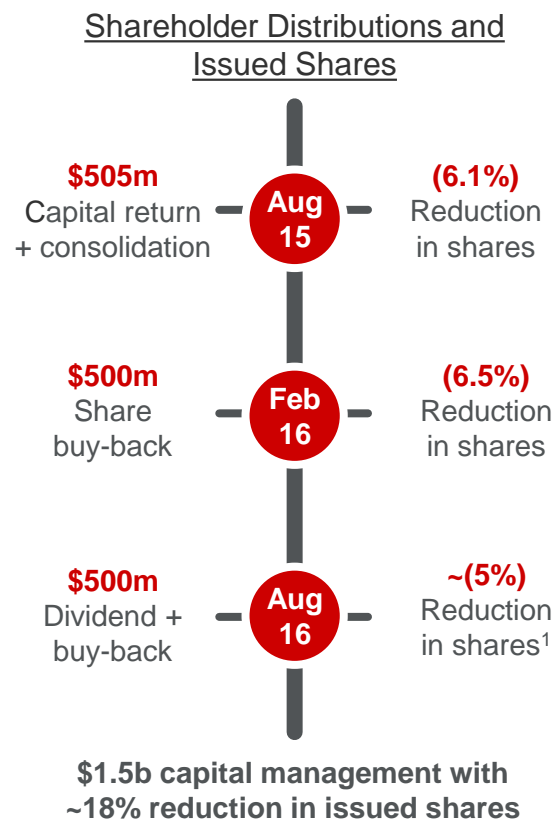 Shareholder Distributions and
Issued Shares
$505m
Capital return
+ consolidation
Aug
15
(6.1%)
Reduction
in shares
$500m
Share
buy-back
Feb
16
(6.5%)
Reduction
in shares
$500m
Dividend +
buy-back
Aug
16
~(5%)
Reduction
in shares¹
$1.5b capital management with
~18% reduction in issued shares